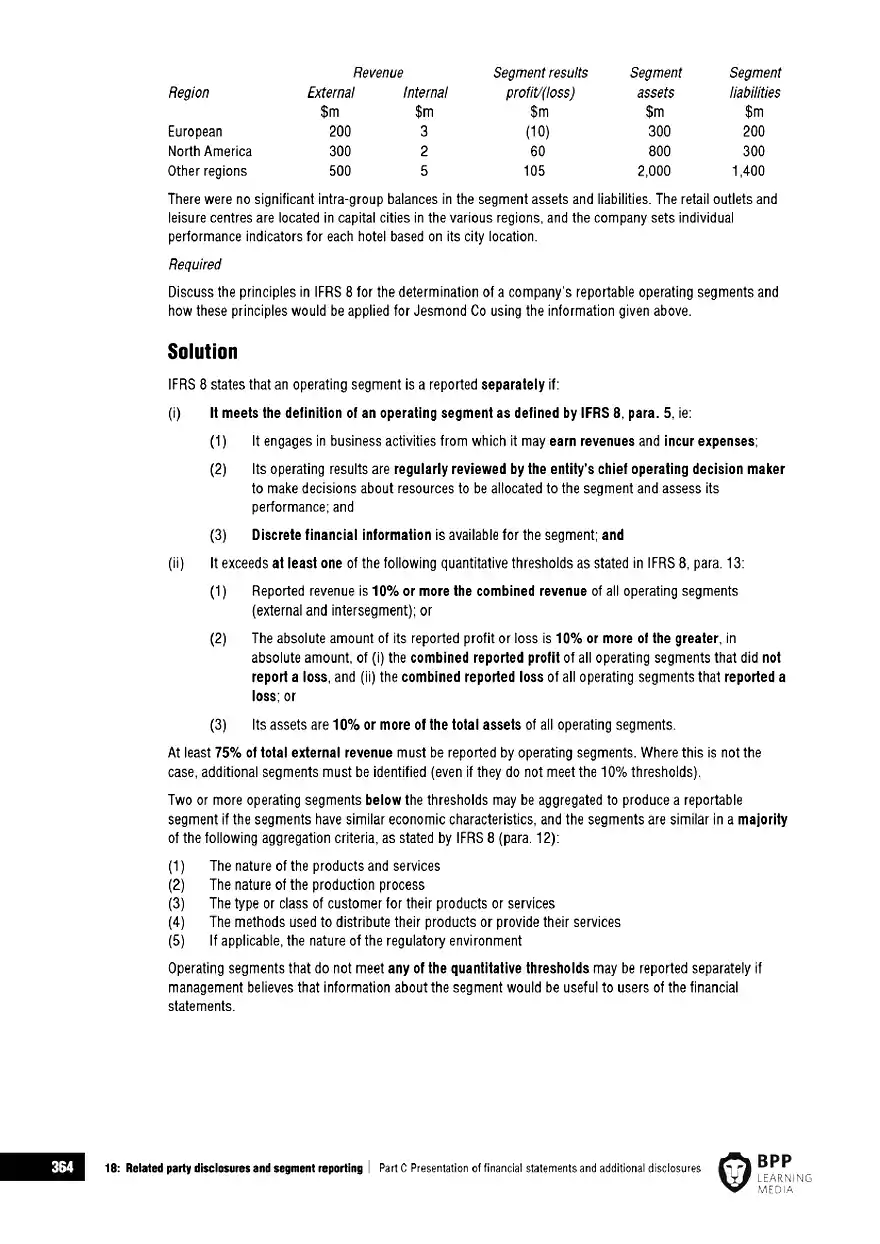 Revenue Segment results Segment Segment
Region External Internal profit/(loss) assets liabilities
$m $m $m $m $m
European 200 3 (10) 300 200
North America 300 2 60 800 300
Other regions 500 5 105 2,000 1,400
There were no significant intra-group balances in the segment assets and liabilities. The retail outlets and
leisure centres are located in capital cities in the various regions, and the company sets individual
performance indicators for each hotel based on its city location.
Required
Discuss the principles in IFRS 8 for the determination of a company's reportable operating segments and
how these principles would be applied for Jesmond Co using the information given above.
Solution
IFRS 8 states that an operating segment is a reported separately if:
(i) It meets the definition of an operating segment as defined by IFRS 8, para. 5, ie:
(1) It engages in business activities from which it may earn revenues and incur expenses;
(2) Its operating results are regularly reviewed by the entity's chief operating decision maker
to make decisions about resources to be allocated to the segment and assess its
performance; and
(3) Discrete financial information is available for the segment; and
(ii) It exceeds at least one of the following quantitative thresholds as stated in IFRS 8, para. 13:
(1) Reported revenue is 10% or more the combined revenue of all operating segments
(external and intersegment); or
(2) The absolute amount of its reported profit or loss is 10% or more of the greater, in
absolute amount, of (i) the combined reported profit of all operating segments that did not
report a loss, and (ii) the combined reported loss of all operating segments that reported a
loss; or
(3) Its assets are 10% or more of the total assets of all operating segments.
At least 75% of total external revenue must be reported by operating segments. Where this is not the
case, additional segments must be identified (even if they do not meet the 10% thresholds).
Two or more operating segments below the thresholds may be aggregated to produce a reportable
segment if the segments have similar economic characteristics, and the segments are similar in a majority
of the following aggregation criteria, as stated by IFRS 8 (para. 12):
(1) The nature of the products and services
(2) The nature of the production process
(3) The type or class of customer for their products or services
(4) The methods used to distribute their products or provide their services
(5) If applicable, the nature of the regulatory environment
Operating segments that do not meet any of the quantitative thresholds may be reported separately if
management believes that information about the segment would be useful to users of the financial
statements.
364 18: Related party disclosures and segment reporting | Part C Presentation of financial statements and additional disclosures
BPP
LEARNING
MEDIA